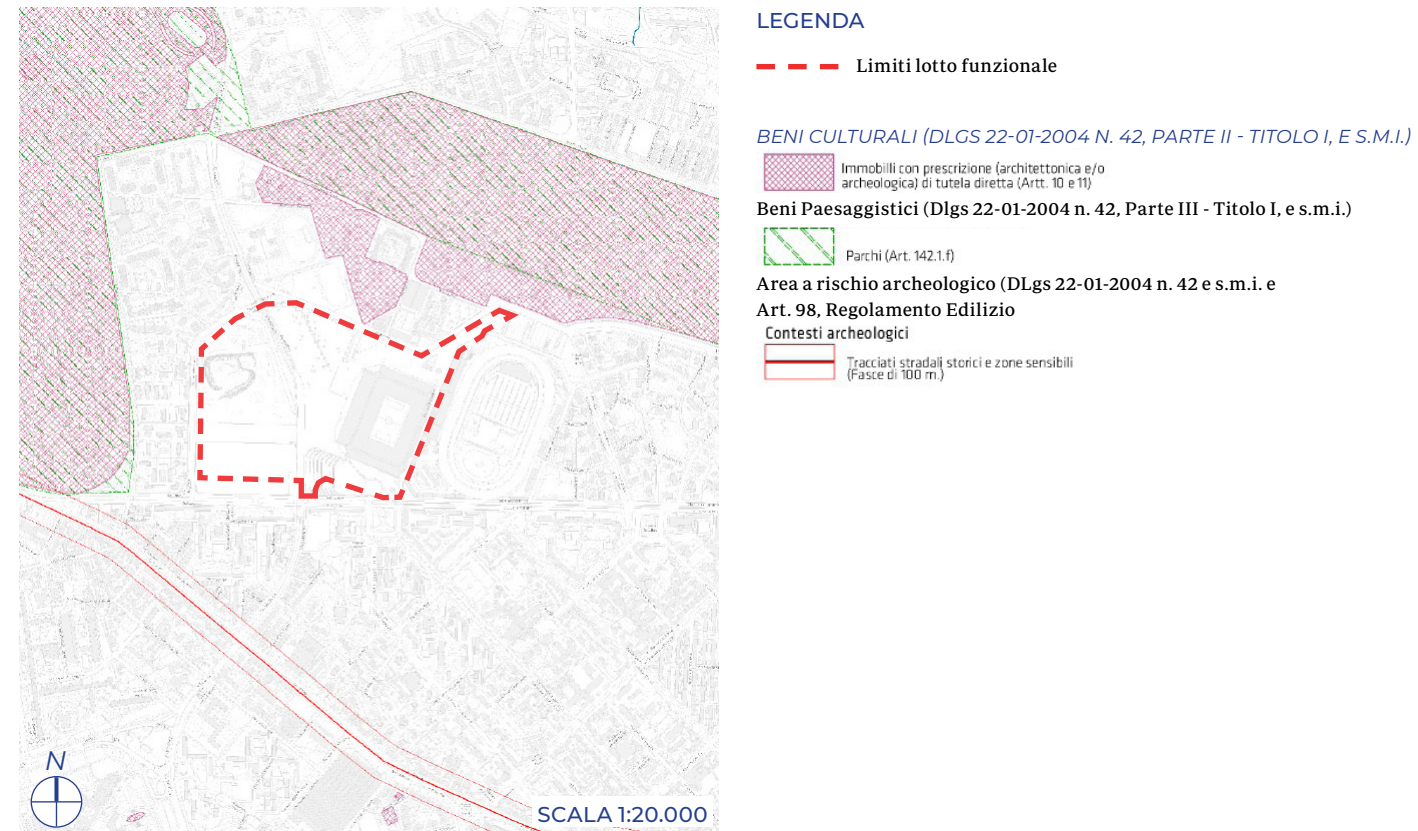 LEGENDA
Limiti lotto funzionale
BENI CULTURALI (DLGS 22-01-2004 N. 42, PARTE II - TITOLO I, E S.M.I.)
Immobilli con prescrizione (architettonica e/o
archeologica) di tutela diretta (Artt. 10 e 11)
Beni Paesaggistici (Dlgs 22-01-2004 n. 42, Parte III - Titolo I, e s.m.i.)
Parchi (Art. 142.1.f)
Area a rischio archeologico (DLgs 22-01-2004 n. 42 e s.m.i. e
Art. 98, Regolamento Edilizio
Contesti archeologici
Tracciati stradali storici e zone sensibili
(Fasce di 100 m.)
N
SCALA 1:20.000